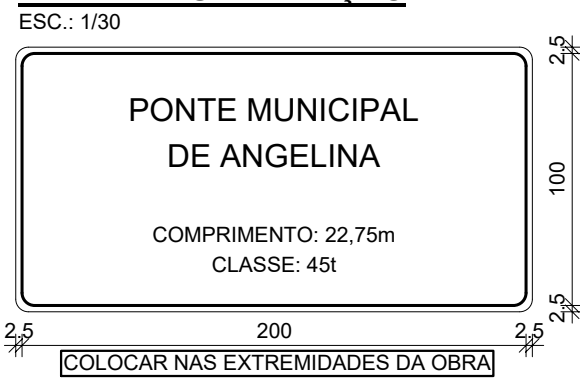 ESC.: 1/30
2.5
PONTE MUNICIPAL
DE ANGELINA
100
COMPRIMENTO: 22,75m
CLASSE: 45t
2.5
2.5
200
2.5
COLOCAR NAS EXTREMIDADES DA OBRA